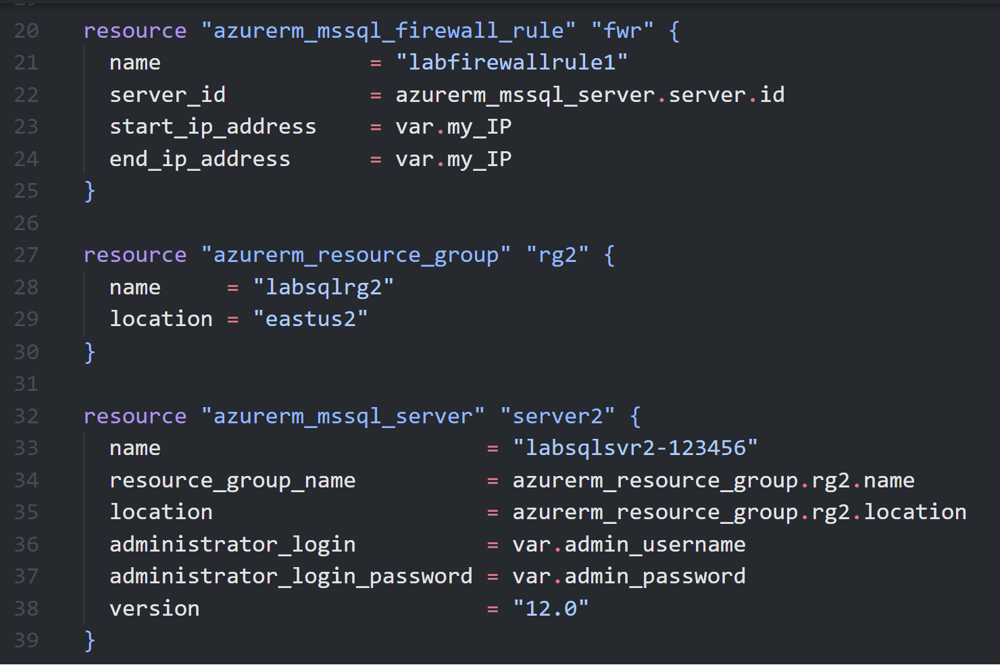 20 resource "azurerm_mssql_firewall_rule" "fwr" {
21 name = "labfirewallrule1"
22 server_id = azurerm_mssql_server.server.id
23 start_ip_address = var.my_IP
24 end_ip_address = var.my_IP
25 }
26
27 resource "azurerm_resource_group" "rg2" {
28 name = "labsqlrg2"
29 location = "eastus2"
30 }
31
32 resource "azurerm_mssql_server" "server2" {
33 name = "labsqlsvr2-123456"
34 resource_group_name = azurerm_resource_group.rg2.name
35 location = azurerm_resource_group.rg2.location
36 administrator_login = var.admin_username
37 administrator_login_password = var.admin_password
38 version = "12.0"
39 }